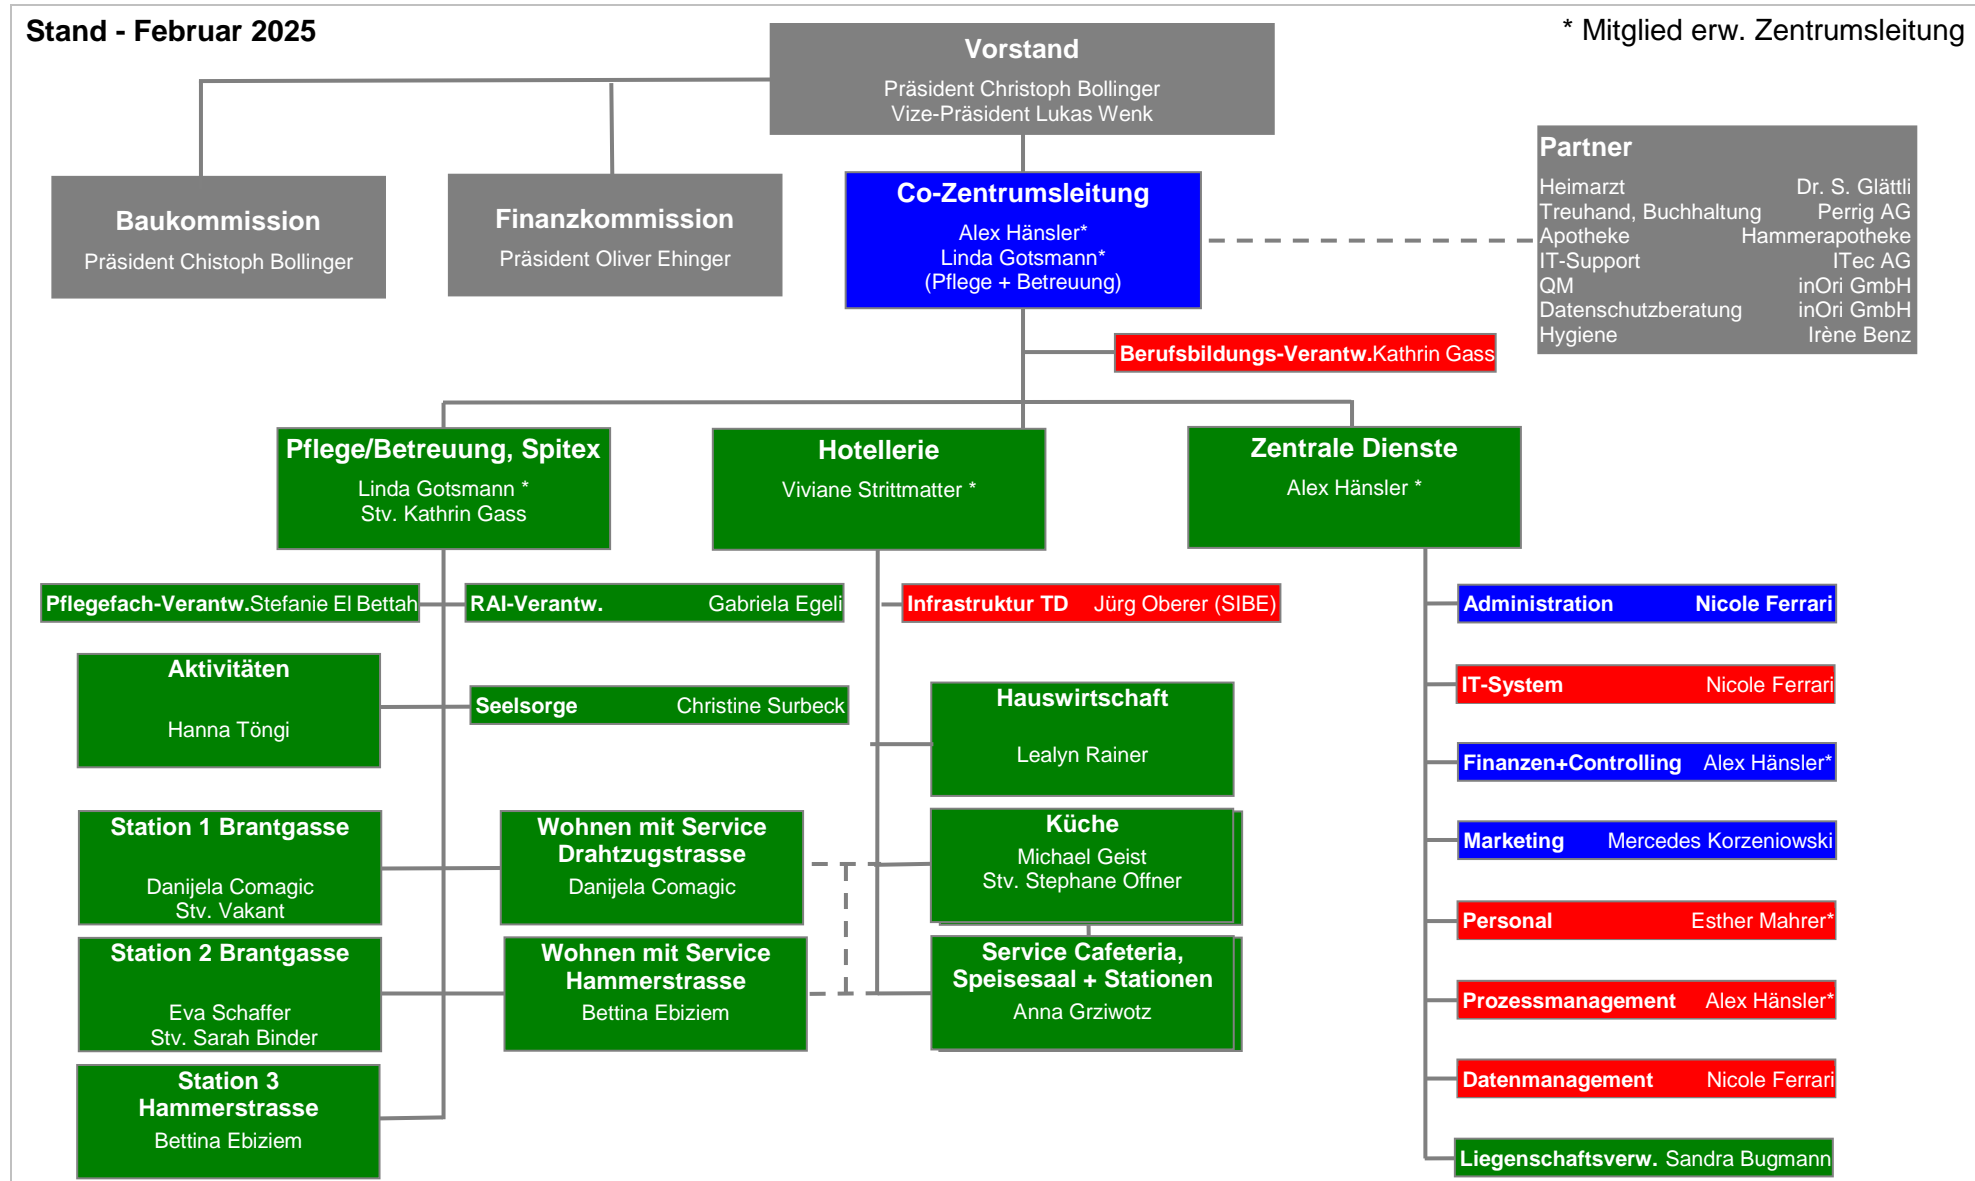 Stand - Februar 2025
* Mitglied erw. Zentrumsleitung
Vorstand
Präsident Christoph Bollinger
Vize-Präsident Lukas Wenk
Baukommission
Präsident Chistoph Bollinger
Finanzkommission
Präsident Oliver Ehinger
Co-Zentrumsleitung
Alex Hänsler*
Linda Gotsmann*
(Pflege + Betreuung)
Partner
Heimarzt Dr. S. Glättli
Treuhand, Buchhaltung Perrig AG
Apotheke Hammerapotheke
IT-Support ITec AG
QM inOri GmbH
Datenschutzberatung inOri GmbH
Hygiene Irène Benz
Berufsbildungs-Verantw.Kathrin Gass
Pflege/Betreuung, Spitex
Linda Gotsmann *
Stv. Kathrin Gass
Hotellerie
Viviane Strittmatter *
Zentrale Dienste
Alex Hänsler *
Pflegefach-Verantw.Stefanie El Bettah
RAI-Verantw. Gabriela Egeli
Infrastruktur TD Jürg Oberer (SIBE)
Administration Nicole Ferrari
Aktivitäten
Hanna Töngi
Seelsorge Christine Surbeck
Hauswirtschaft
Lealyn Rainer
IT-System Nicole Ferrari
Finanzen+Controlling Alex Hänsler*
Station 1 Brantgasse
Danijela Comagic
Stv. Vakant
Wohnen mit Service
Drahtzugstrasse
Danijela Comagic
Küche
Michael Geist
Stv. Stephane Offner
Marketing Mercedes Korzeniowski
Personal Esther Mahrer*
Station 2 Brantgasse
Eva Schaffer
Stv. Sarah Binder
Wohnen mit Service
Hammerstrasse
Bettina Ebiziem
Service Cafeteria,
Speisesaal + Stationen
Anna Grziwotz
Prozessmanagement Alex Hänsler*
Datenmanagement Nicole Ferrari
Station 3
Hammerstrasse
Bettina Ebiziem
Liegenschaftsverw. Sandra Bugmann